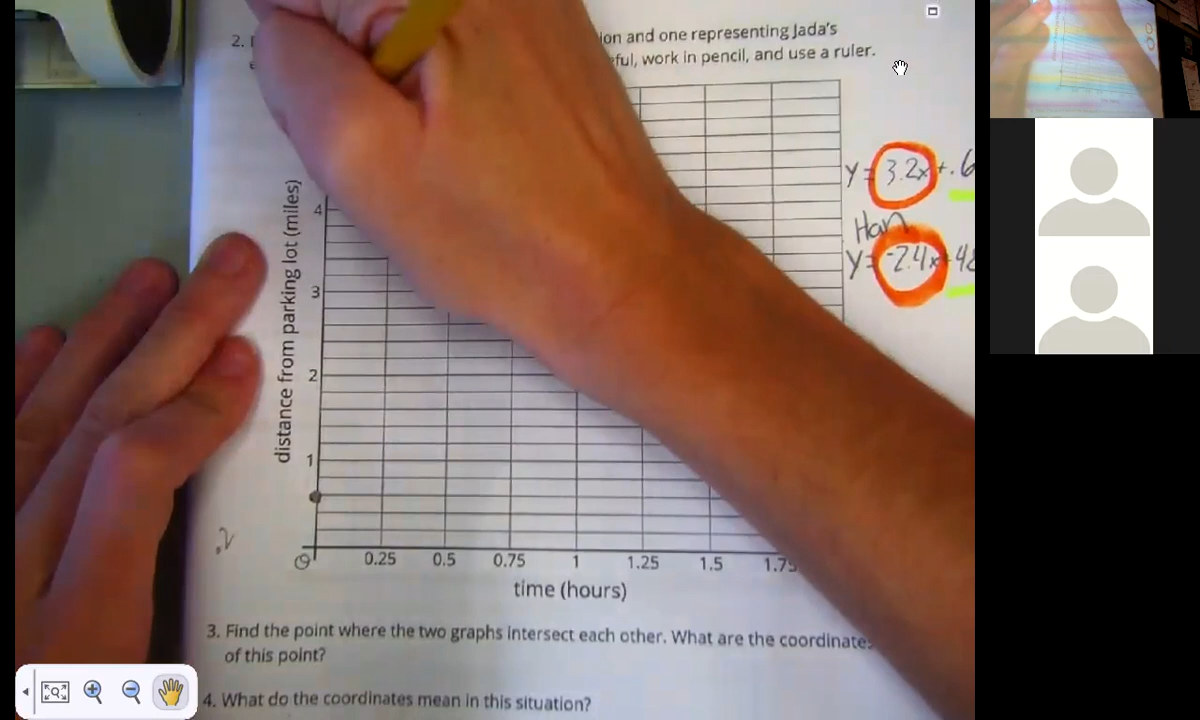 2.
ion and one representing Jada's
ful, work in pencil, and use a ruler.
y=3.2x+.6
Han
y=-2.4x+
distance from parking lot (miles)
4
3
2
1
.2
0.25 0.5 0.75 1 1.25 1.5 1.75
time (hours)
3. Find the point where the two graphs intersect each other. What are the coordinates
of this point?
4. What do the coordinates mean in this situation?